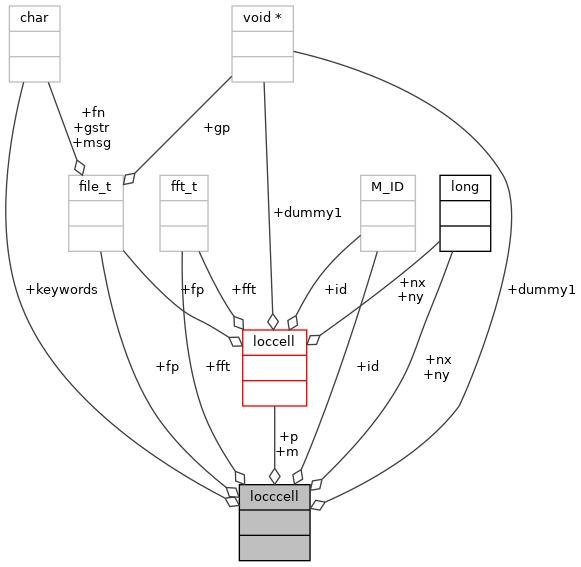 char
void *
+fn
+gstr
+msg
+gp
file_t
fft_t
M_ID
long
+dummy1
+keywords
+fp
+fft
+id
+nx
+ny
+dummy1
loccell
+fp
+fft
+id
+nx
+ny
+p
+m
locccell